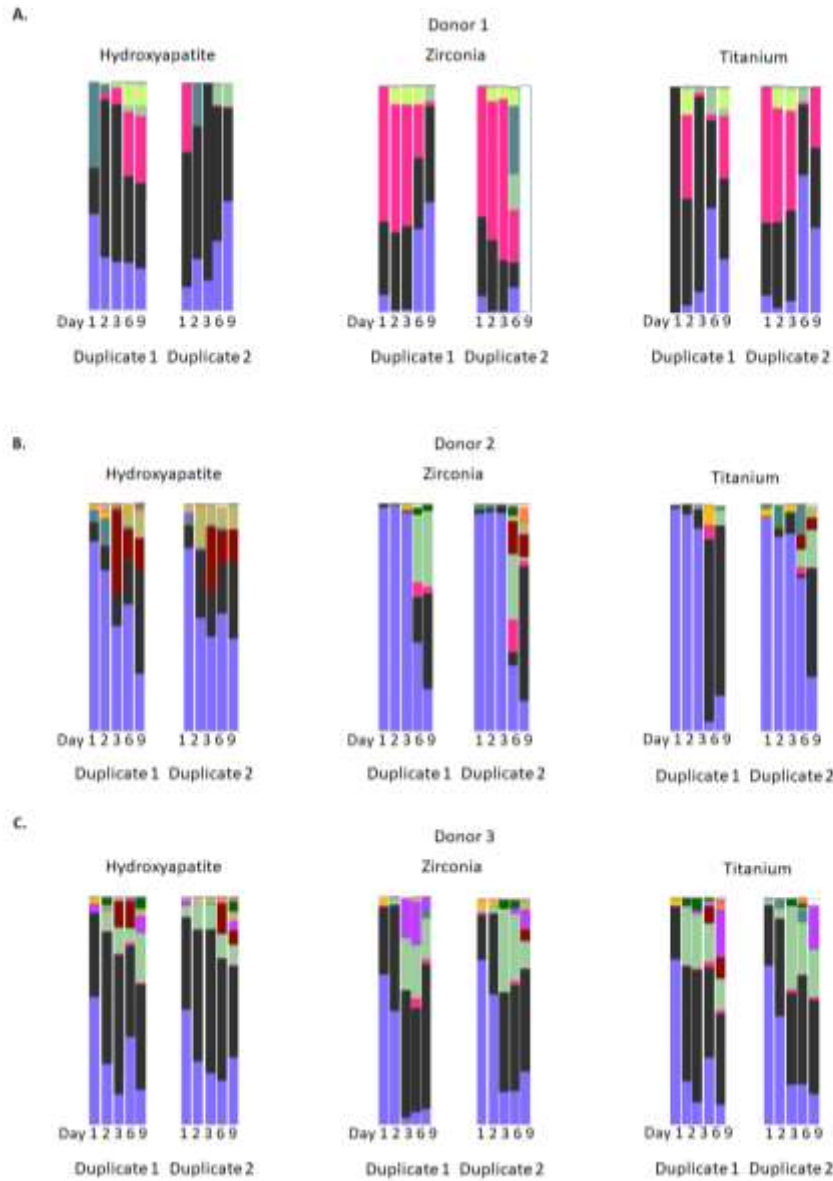 A.
Donor 1
Hydroxyapatite Zirconia Titanium
Day 1 2 3 6 9 1 2 3 6 9 Day 1 2 3 6 9 1 2 3 6 9 Day 1 2 3 6 9 1 2 3 6 9
Duplicate 1 Duplicate 2 Duplicate 1 Duplicate 2 Duplicate 1 Duplicate 2
B.
Donor 2
Hydroxyapatite Zirconia Titanium
Day 1 2 3 6 9 1 2 3 6 9 Day 1 2 3 6 9 1 2 3 6 9 Day 1 2 3 6 9 1 2 3 6 9
Duplicate 1 Duplicate 2 Duplicate 1 Duplicate 2 Duplicate 1 Duplicate 2
C.
Donor 3
Hydroxyapatite Zirconia Titanium
Day 1 2 3 6 9 1 2 3 6 9 Day 1 2 3 6 9 1 2 3 6 9 Day 1 2 3 6 9 1 2 3 6 9
Duplicate 1 Duplicate 2 Duplicate 1 Duplicate 2 Duplicate 1 Duplicate 2